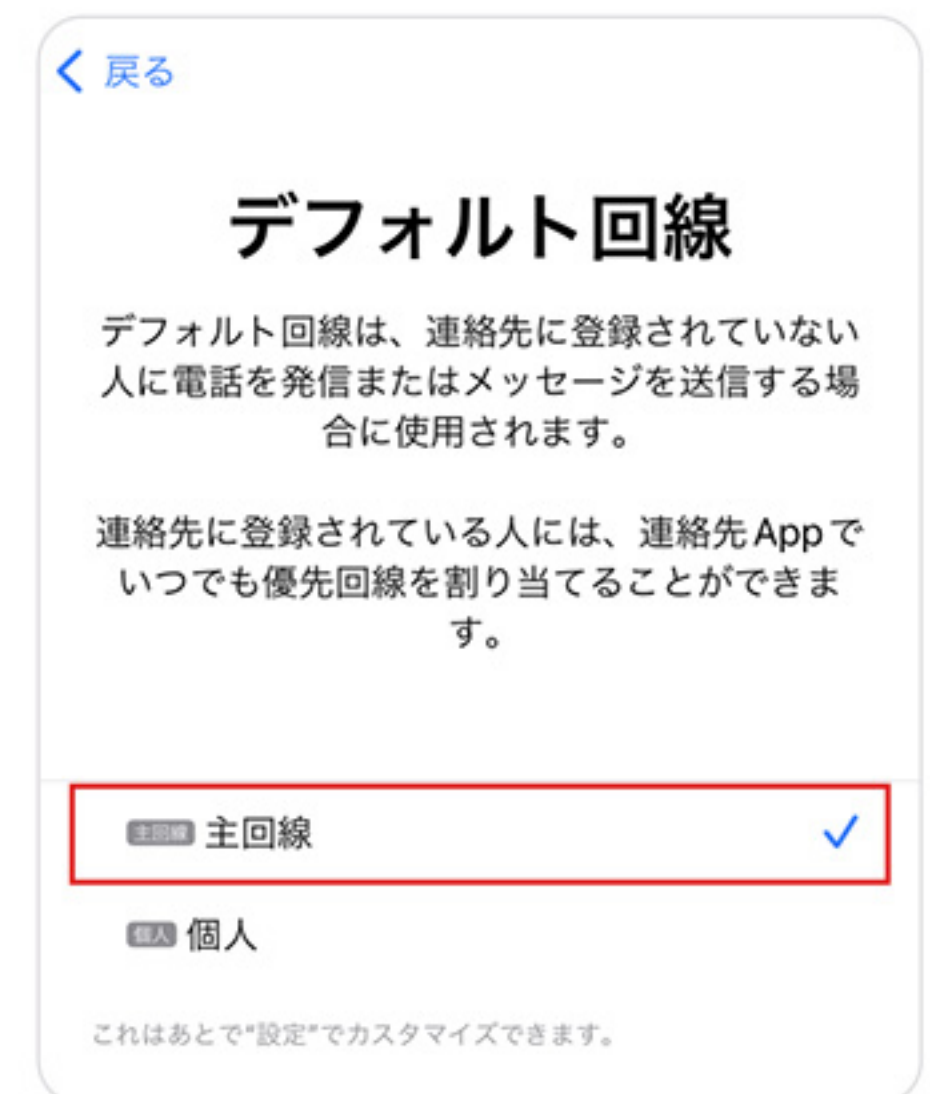 戻る
デフォルト回線
デフォルト回線は、連絡先に登録されていない
人に電話を発信またはメッセージを送信する場
合に使用されます。
連絡先に登録されている人には、連絡先Appで
いつでも優先回線を割り当てることができま
す。
主回線 主回線
個人 個人
これはあとで"設定"でカスタマイズできます。